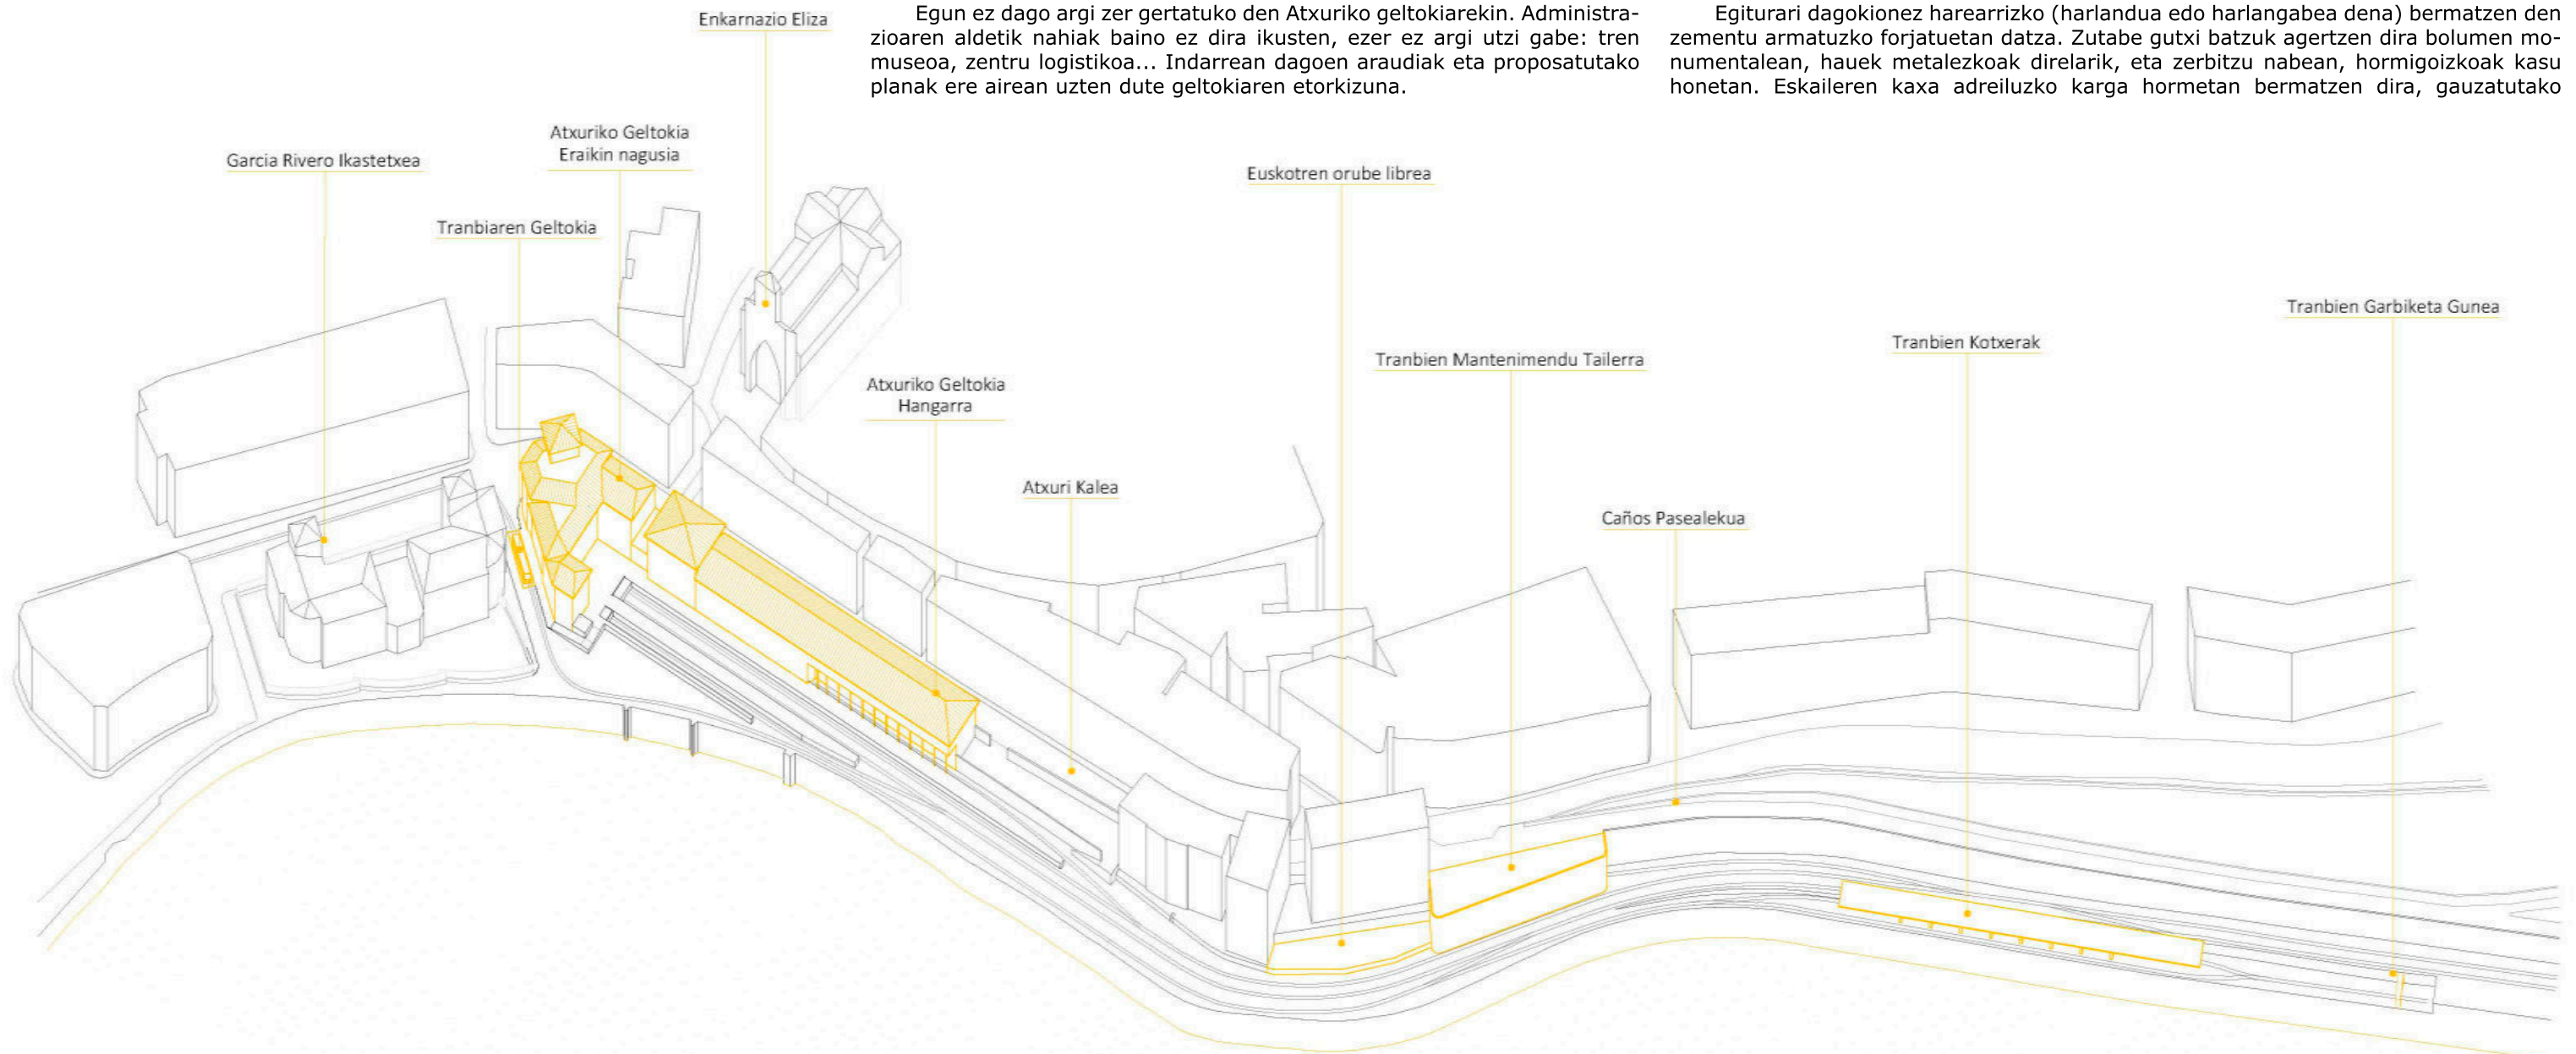 Egun ez dago argi zer gertatuko den Atxuriko geltokiarekin. Administra-
zioaren aldetik nahiak baino ez dira ikusten, ezer ez argi utzi gabe: tren
museoa, zentru logistikoa... Indarrean dagoen araudiak eta proposatutako
planak ere airean uzten dute geltokiaren etorkizuna.
Egiturari dagokionez harearrizko (harlandua edo harlangabea dena) bermatzen den
zementu armatuzko forjatuetan datza. Zutabe gutxi batzuk agertzen dira bolumen mo-
numentalean, hauek metalezkoak direlarik, eta zerbitzu nabean, hormigoizkoak kasu
honetan. Eskaileren kaxa adreiluzko karga hormetan bermatzen dira, gauzatutako
Enkarnazio Eliza
Atxuriko Geltokia
Eraikin nagusia
Garcia Rivero Ikastetxea
Tranbiaren Geltokia
Euskotren orube librea
Tranbien Garbiketa Gunea
Tranbien Kotxerak
Tranbien Mantenimendu Tailerra
Atxuriko Geltokia
Hangarra
Atxuri Kalea
Caños Pasealekua